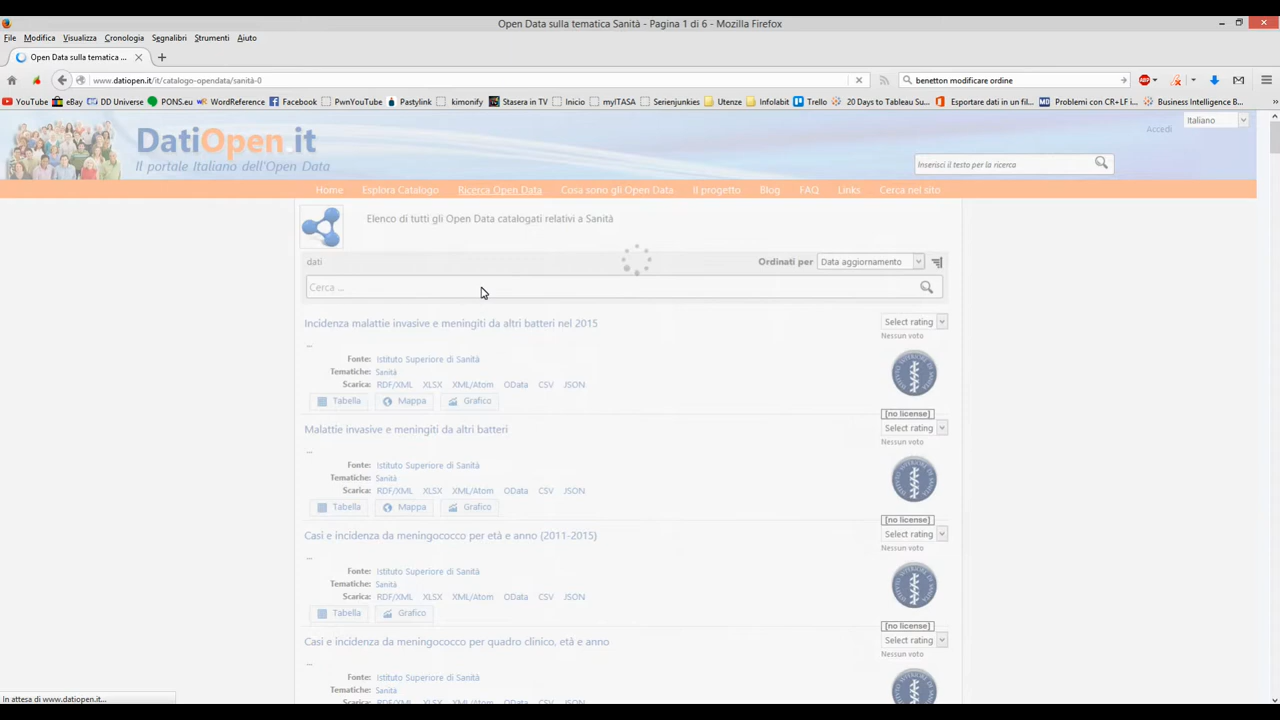 Open Data sulla tematica Sanità - Pagina 1 di 6 - Mozilla Firefox
File Modifica Visualizza Cronologia Segnalibri Strumenti Aiuto
Open Data sulla tematica ...
www.datiopen.it/it/catalogo-opendata/sanità-0
benetton modificare ordine
YouTube eBay DD Universe PONS.eu WordReference Facebook PwnYouTube Pastylink kimonify Stasera in TV Inicio myITASA Serienjunkies Utenze Infolabit Trello 20 Days to Tableau Su... Esportare dati in un fil... Problemi con CR+LF i... Business Intelligence B...
DatiOpen.it
Il portale Italiano dell'Open Data
Accedi
Italiano
Inserisci il testo per la ricerca
Home Esplora Catalogo Ricerca Open Data Cosa sono gli Open Data Il progetto Blog FAQ Links Cerca nel sito
Elenco di tutti gli Open Data catalogati relativi a Sanità
dati
Ordinati per Data aggiornamento
Cerca ...
Incidenza malattie invasive e meningiti da altri batteri nel 2015
Select rating
Nessun voto
...
Fonte: Istituto Superiore di Sanità
Tematiche: Sanità
Scarica: RDF/XML XLSX XML/Atom OData CSV JSON
Tabella Mappa Grafico
[no license]
Malattie invasive e meningiti da altri batteri
Select rating
Nessun voto
...
Fonte: Istituto Superiore di Sanità
Tematiche: Sanità
Scarica: RDF/XML XLSX XML/Atom OData CSV JSON
Tabella Mappa Grafico
[no license]
Casi e incidenza da meningococco per età e anno (2011-2015)
Select rating
Nessun voto
...
Fonte: Istituto Superiore di Sanità
Tematiche: Sanità
Scarica: RDF/XML XLSX XML/Atom OData CSV JSON
Tabella Grafico
[no license]
Casi e incidenza da meningococco per quadro clinico, età e anno
Select rating
Nessun voto
...
Fonte: Istituto Superiore di Sanità
Tematiche: Sanità
Scarica: RDF/XML XLSX XML/Atom OData CSV JSON
In attesa di www.datiopen.it...